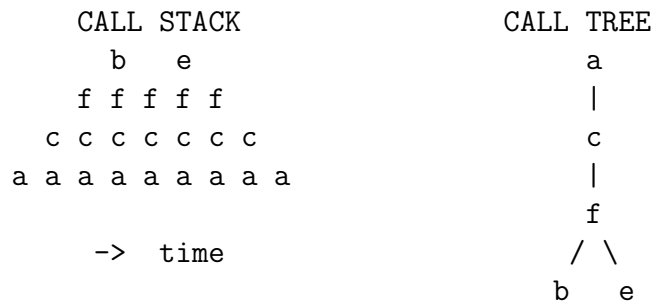 CALL STACK
b e
f f f f f
c c c c c c c
a a a a a a a a a
-> time
CALL TREE
a
|
c
|
f
/ \
b e